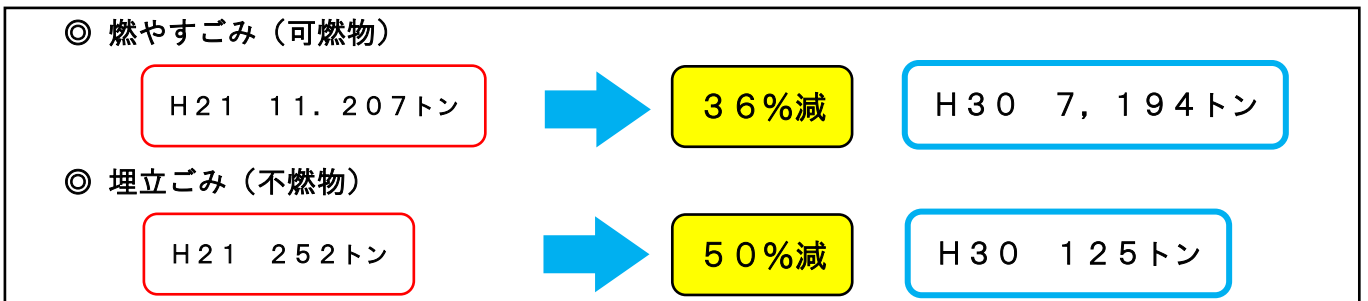 ◎ 燃やすごみ（可燃物）
Ｈ２１　１１．２０７トン
３６％減
Ｈ３０　７，１９４トン
◎ 埋立ごみ（不燃物）
Ｈ２１　２５２トン
５０％減
Ｈ３０　１２５トン